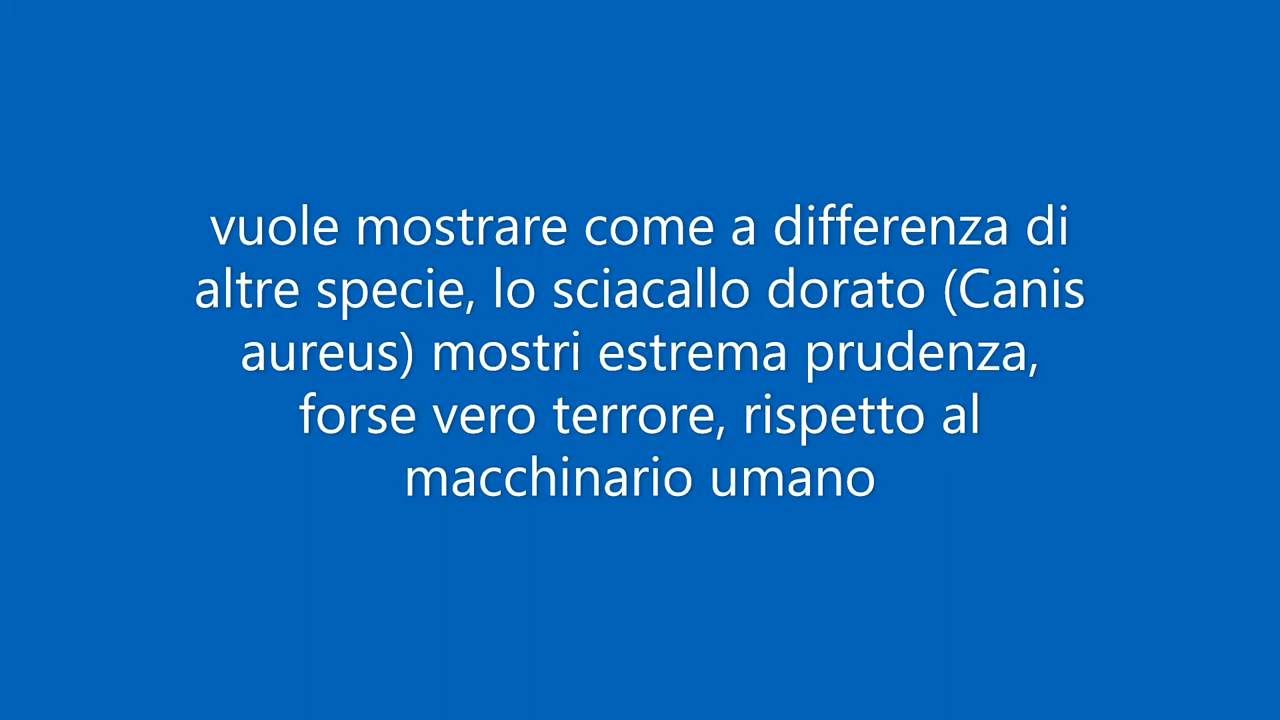 vuole mostrare come a differenza di
altre specie, lo sciacallo dorato (Canis
aureus) mostri estrema prudenza,
forse vero terrore, rispetto al
macchinario umano